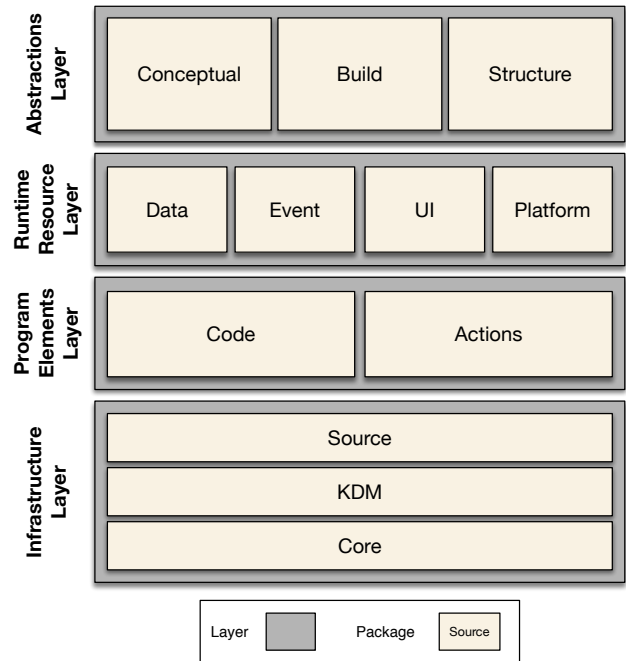 Abstractions
Layer
Conceptual
Build
Structure
Runtime
Resource
Layer
Data
Event
UI
Platform
Program
Elements
Layer
Code
Actions
Infrastructure
Layer
Source
KDM
Core
Layer
Package
Source